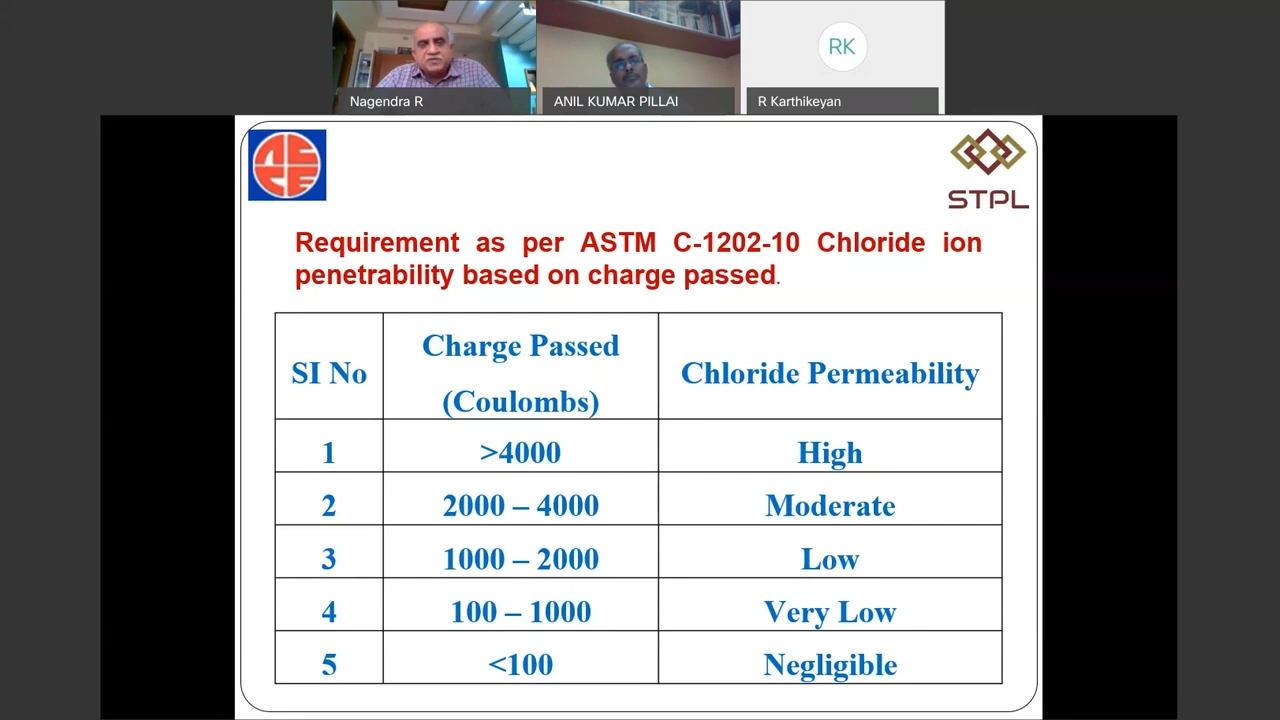 RK
Nagendra R
ANIL KUMAR PILLAI
R Karthikeyan
ASCE
STPL
Requirement as per ASTM C-1202-10 Chloride ion
penetrability based on charge passed.
SI No
Charge Passed
(Coulombs)
Chloride Permeability
1 >4000 High
2 2000 – 4000 Moderate
3 1000 – 2000 Low
4 100 – 1000 Very Low
5 <100 Negligible